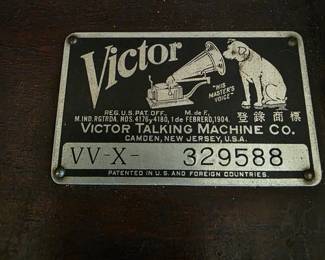 Victor
"HIS
MASTER'S
VOICE"
REG. U.S. PAT. OFF., M. de F.
M. IND. RGTRDA. NOS. 4176-4180, 1 de FEBRERO, 1904. 標商錄登
VICTOR TALKING MACHINE CO.
CAMDEN, NEW JERSEY, U.S.A.
VV-X- 329588
PATENTED IN U.S. AND FOREIGN COUNTRIES.